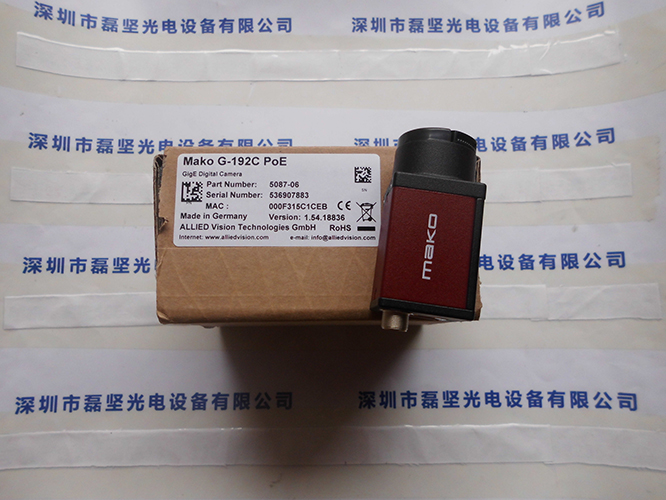 深圳市磊坚光电设备有限公司
深圳市磊坚光电设备有限公司
深圳市磊坚光电设备有限公司
深圳市磊坚光电设备有限公司
Mako G-192C PoE
GigE Digital Camera
Part Number: 5087-06
Serial Number: 536907883
MAC: 000F315C1CEB
Made in Germany Version: 1.54.18836
ALLIED Vision Technologies GmbH RoHS
Internet: www.alliedvision.com e-mail: info@alliedvision.com
SN
CE
mako
深圳市磊坚光电设备有限公司
深圳市磊坚光电设备有限公司
深圳市磊坚光电设备有限公司
深圳市磊坚光电设备有限公司